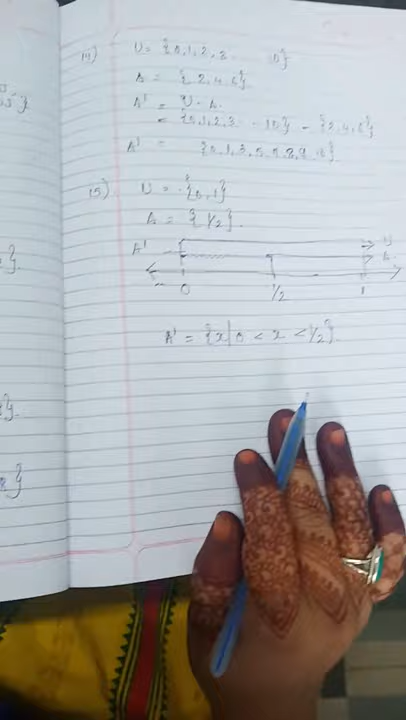 14)
U = {0, 1, 2, 3 10}
A = {2, 4, 6}
A' = U - A
= {0, 1, 2, 3 -- 10} - {2, 4, 6}
A' = {0, 1, 3, 5, 7, 8, 9, 10}
15)
U = {0, 1}
A = {1/2}
A'
U
A
0 1/2 1
A' = {x | 0 < x < 1/2}